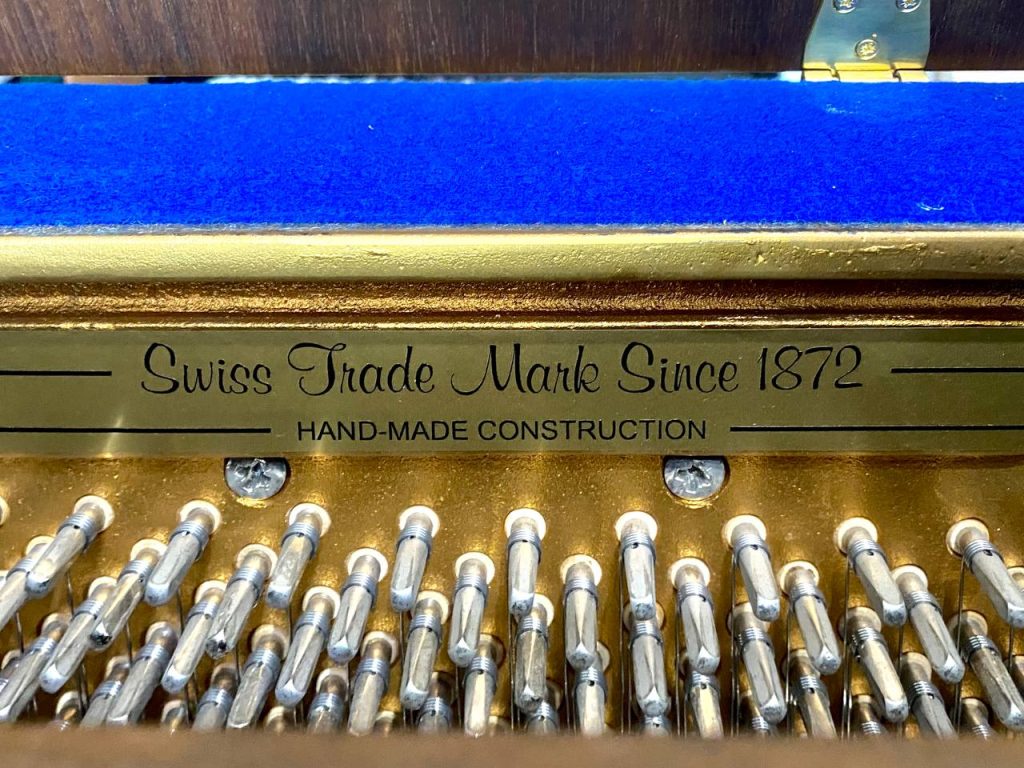 Swiss Trade Mark Since 1872
HAND-MADE CONSTRUCTION